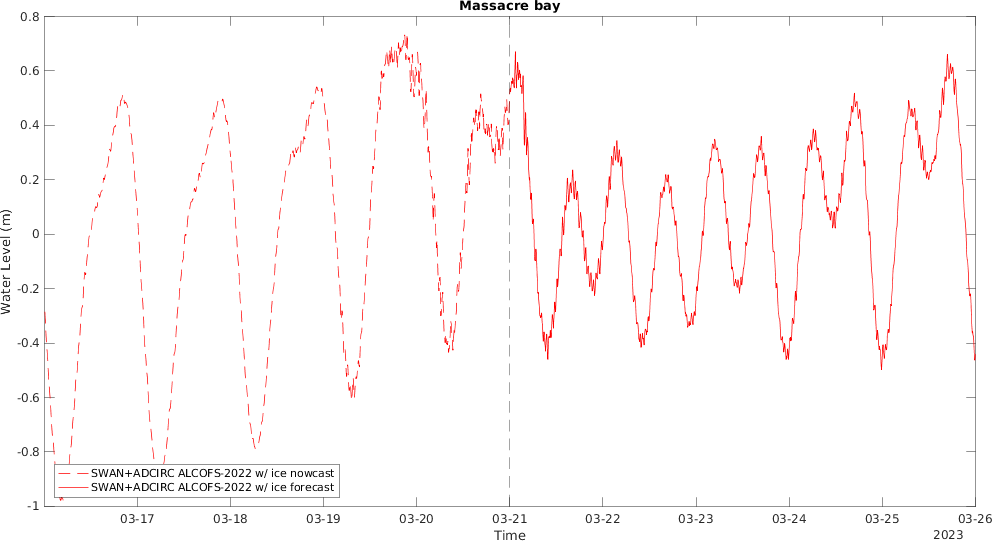 Massacre bay
0.8
0.6
0.4
0.2
0
-0.2
-0.4
-0.6
-0.8
-1
Water Level (m)
SWAN+ADCIRC ALCOFS-2022 w/ ice nowcast
SWAN+ADCIRC ALCOFS-2022 w/ ice forecast
03-17 03-18 03-19 03-20 03-21 03-22 03-23 03-24 03-25 03-26
Time
2023